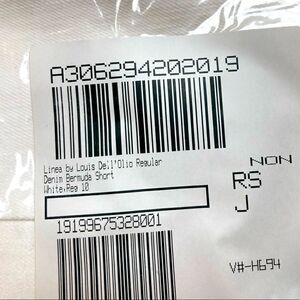 A306294202019
Linea by Louis Dell'Olio Regular
Denim Bermuda Short
White,Reg 10
NON
RS
J
19199675328001
V#-H694